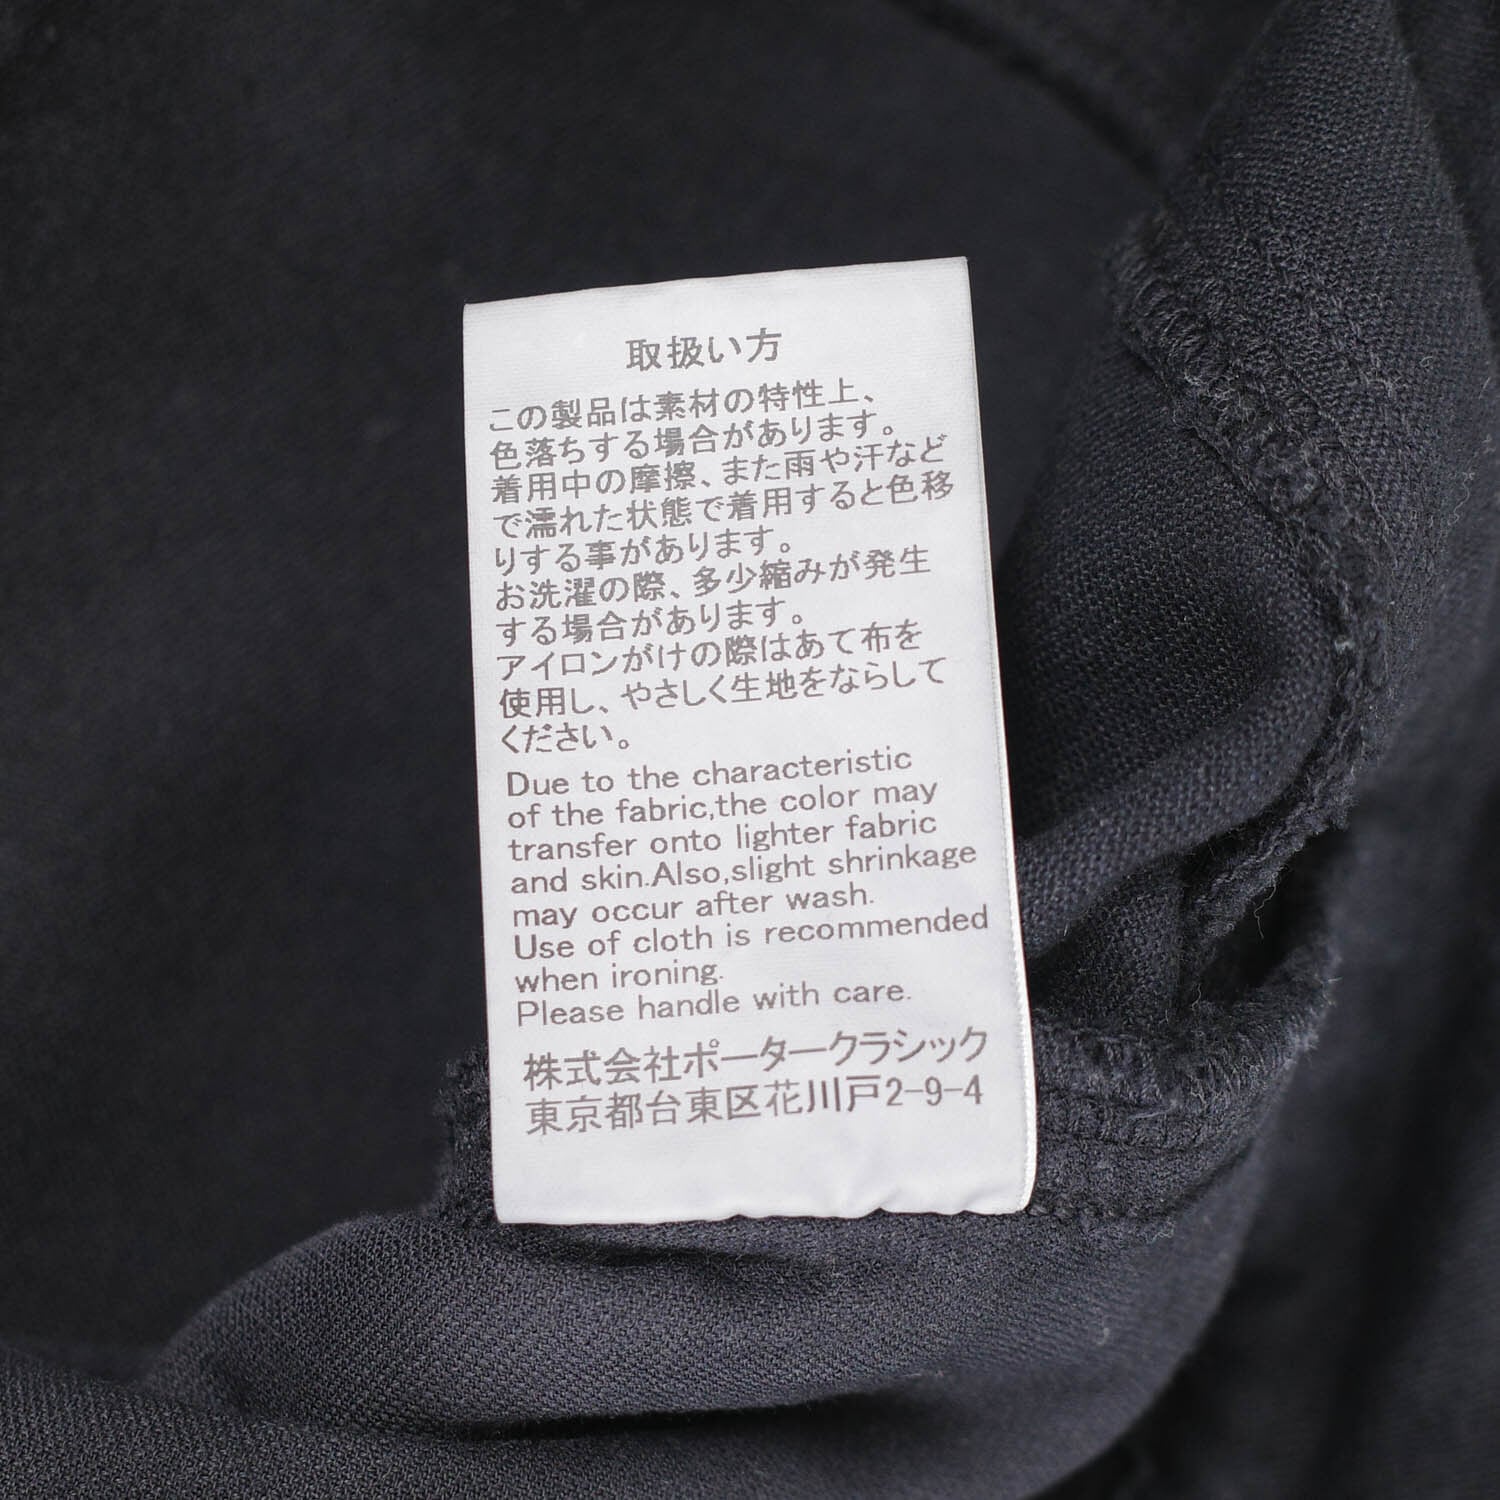 取扱い方
この製品は素材の特性上、
色落ちする場合があります。
着用中の摩擦、また雨や汗など
で濡れた状態で着用すると色移
りする事があります。
お洗濯の際、多少縮みが発生
する場合があります。
アイロンがけの際はあて布を
使用し、やさしく生地をならして
ください。
Due to the characteristic
of the fabric,the color may
transfer onto lighter fabric
and skin.Also,slight shrinkage
may occur after wash.
Use of cloth is recommended
when ironing.
Please handle with care.
株式会社ポータークラシック
東京都台東区花川戸2-9-4